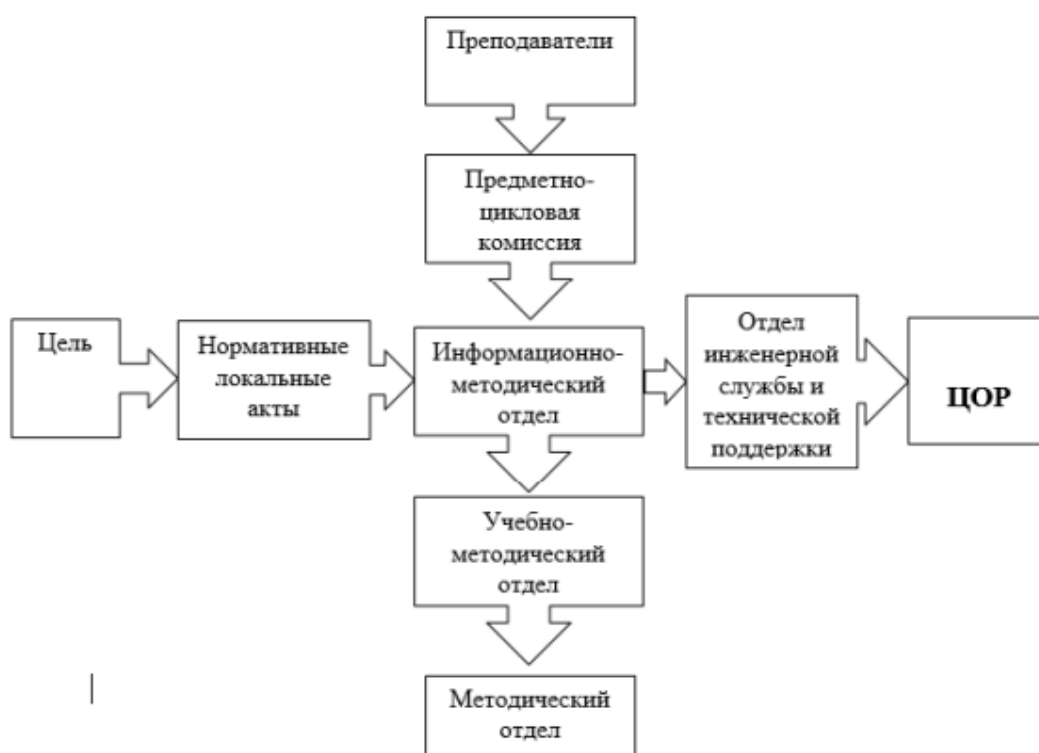 Преподаватели
Предметно-
цикловая
комиссия
Цель
Нормативные
локальные
акты
Информационно-
методический
отдел
Отдел
инженерной
службы и
технической
поддержки
ЦОР
Учебно-
методический
отдел
Методический
отдел